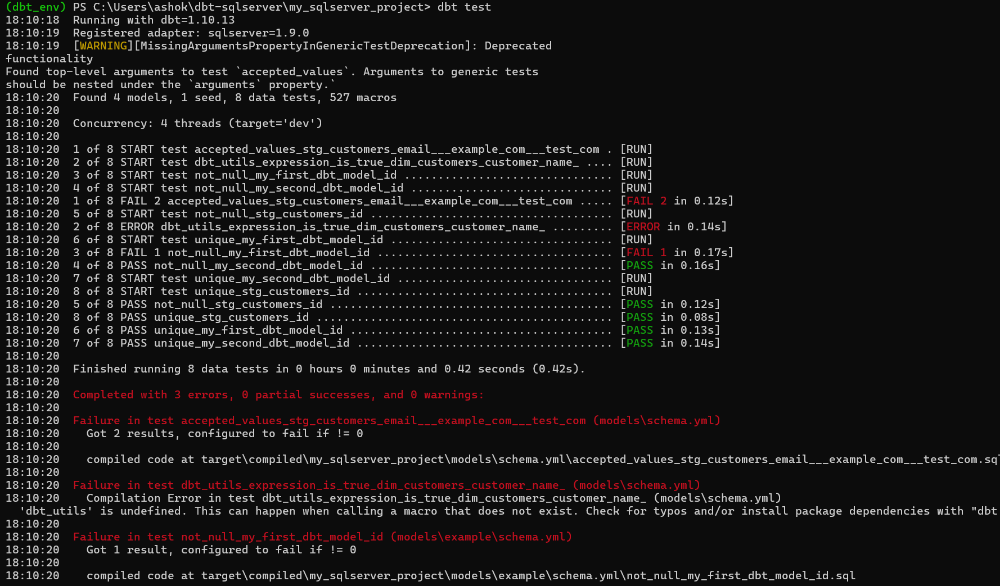 (dbt_env) PS C:\Users\ashok\dbt-sqlserver\my_sqlserver_project> dbt test
18:10:18  Running with dbt=1.10.13
18:10:19  Registered adapter: sqlserver=1.9.0
18:10:19  [WARNING][MissingArgumentsPropertyInGenericTestDeprecation]: Deprecated
functionality
Found top-level arguments to test `accepted_values`. Arguments to generic tests
should be nested under the `arguments` property.`
18:10:20  Found 4 models, 1 seed, 8 data tests, 527 macros
18:10:20
18:10:20  Concurrency: 4 threads (target='dev')
18:10:20
18:10:20  1 of 8 START test accepted_values_stg_customers_email___example_com___test_com . [RUN]
18:10:20  2 of 8 START test dbt_utils_expression_is_true_dim_customers_customer_name_ .... [RUN]
18:10:20  3 of 8 START test not_null_my_first_dbt_model_id ............................... [RUN]
18:10:20  4 of 8 START test not_null_my_second_dbt_model_id .............................. [RUN]
18:10:20  1 of 8 FAIL 2 accepted_values_stg_customers_email___example_com___test_com ..... [FAIL 2 in 0.12s]
18:10:20  5 of 8 START test not_null_stg_customers_id .................................... [RUN]
18:10:20  2 of 8 ERROR dbt_utils_expression_is_true_dim_customers_customer_name_ ......... [ERROR in 0.14s]
18:10:20  6 of 8 START test unique_my_first_dbt_model_id ................................. [RUN]
18:10:20  3 of 8 FAIL 1 not_null_my_first_dbt_model_id ................................... [FAIL 1 in 0.17s]
18:10:20  4 of 8 PASS not_null_my_second_dbt_model_id .................................... [PASS in 0.16s]
18:10:20  7 of 8 START test unique_my_second_dbt_model_id ................................ [RUN]
18:10:20  8 of 8 START test unique_stg_customers_id ...................................... [RUN]
18:10:20  5 of 8 PASS not_null_stg_customers_id .......................................... [PASS in 0.12s]
18:10:20  8 of 8 PASS unique_stg_customers_id ............................................ [PASS in 0.08s]
18:10:20  6 of 8 PASS unique_my_first_dbt_model_id ....................................... [PASS in 0.13s]
18:10:20  7 of 8 PASS unique_my_second_dbt_model_id ...................................... [PASS in 0.14s]
18:10:20
18:10:20  Finished running 8 data tests in 0 hours 0 minutes and 0.42 seconds (0.42s).
18:10:20
18:10:20  Completed with 3 errors, 0 partial successes, and 0 warnings:
18:10:20
18:10:20  Failure in test accepted_values_stg_customers_email___example_com___test_com (models\schema.yml)
18:10:20    Got 2 results, configured to fail if != 0
18:10:20
18:10:20    compiled code at target\compiled\my_sqlserver_project\models\schema.yml\accepted_values_stg_customers_email___example_com___test_com.sql
18:10:20
18:10:20  Failure in test dbt_utils_expression_is_true_dim_customers_customer_name_ (models\schema.yml)
18:10:20    Compilation Error in test dbt_utils_expression_is_true_dim_customers_customer_name_ (models\schema.yml)
  'dbt_utils' is undefined. This can happen when calling a macro that does not exist. Check for typos and/or install package dependencies with "dbt
18:10:20
18:10:20  Failure in test not_null_my_first_dbt_model_id (models\example\schema.yml)
18:10:20    Got 1 result, configured to fail if != 0
18:10:20
18:10:20    compiled code at target\compiled\my_sqlserver_project\models\example\schema.yml\not_null_my_first_dbt_model_id.sql